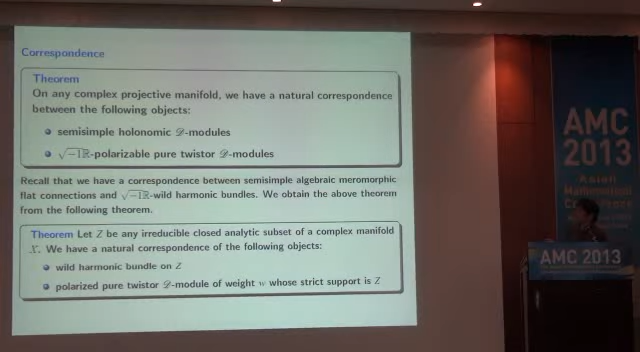 Correspondence
Theorem
On any complex projective manifold, we have a natural correspondence
between the following objects:
semisimple holonomic 𝒟-modules
√−1ℝ-polarizable pure twistor 𝒟-modules
Recall that we have a correspondence between semisimple algebraic meromorphic
flat connections and √−1ℝ-wild harmonic bundles. We obtain the above theorem
from the following theorem.
Theorem Let Z be any irreducible closed analytic subset of a complex manifold
X. We have a natural correspondence of the following objects:
wild harmonic bundle on Z
polarized pure twistor 𝒟-module of weight w whose strict support is Z
AMC
2013
Asian
Mathematical
Conference
AMC 2013